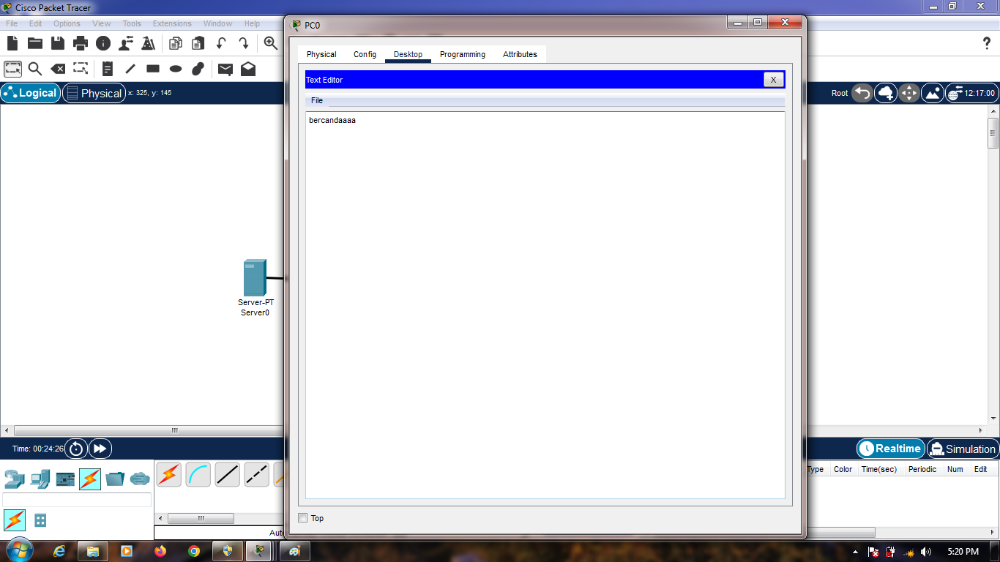 Cisco Packet Tracer
File Edit Options View Tools Extensions Window Help
PC0
Physical Config Desktop Programming Attributes
Text Editor
X
File
bercandaaaa
Logical
Physical
x: 325, y: 145
Root
12:17:00
Server-PT
Server0
Time: 00:24:26
Realtime
Simulation
Type Color Time(sec) Periodic Num Edit
Top
5:20 PM